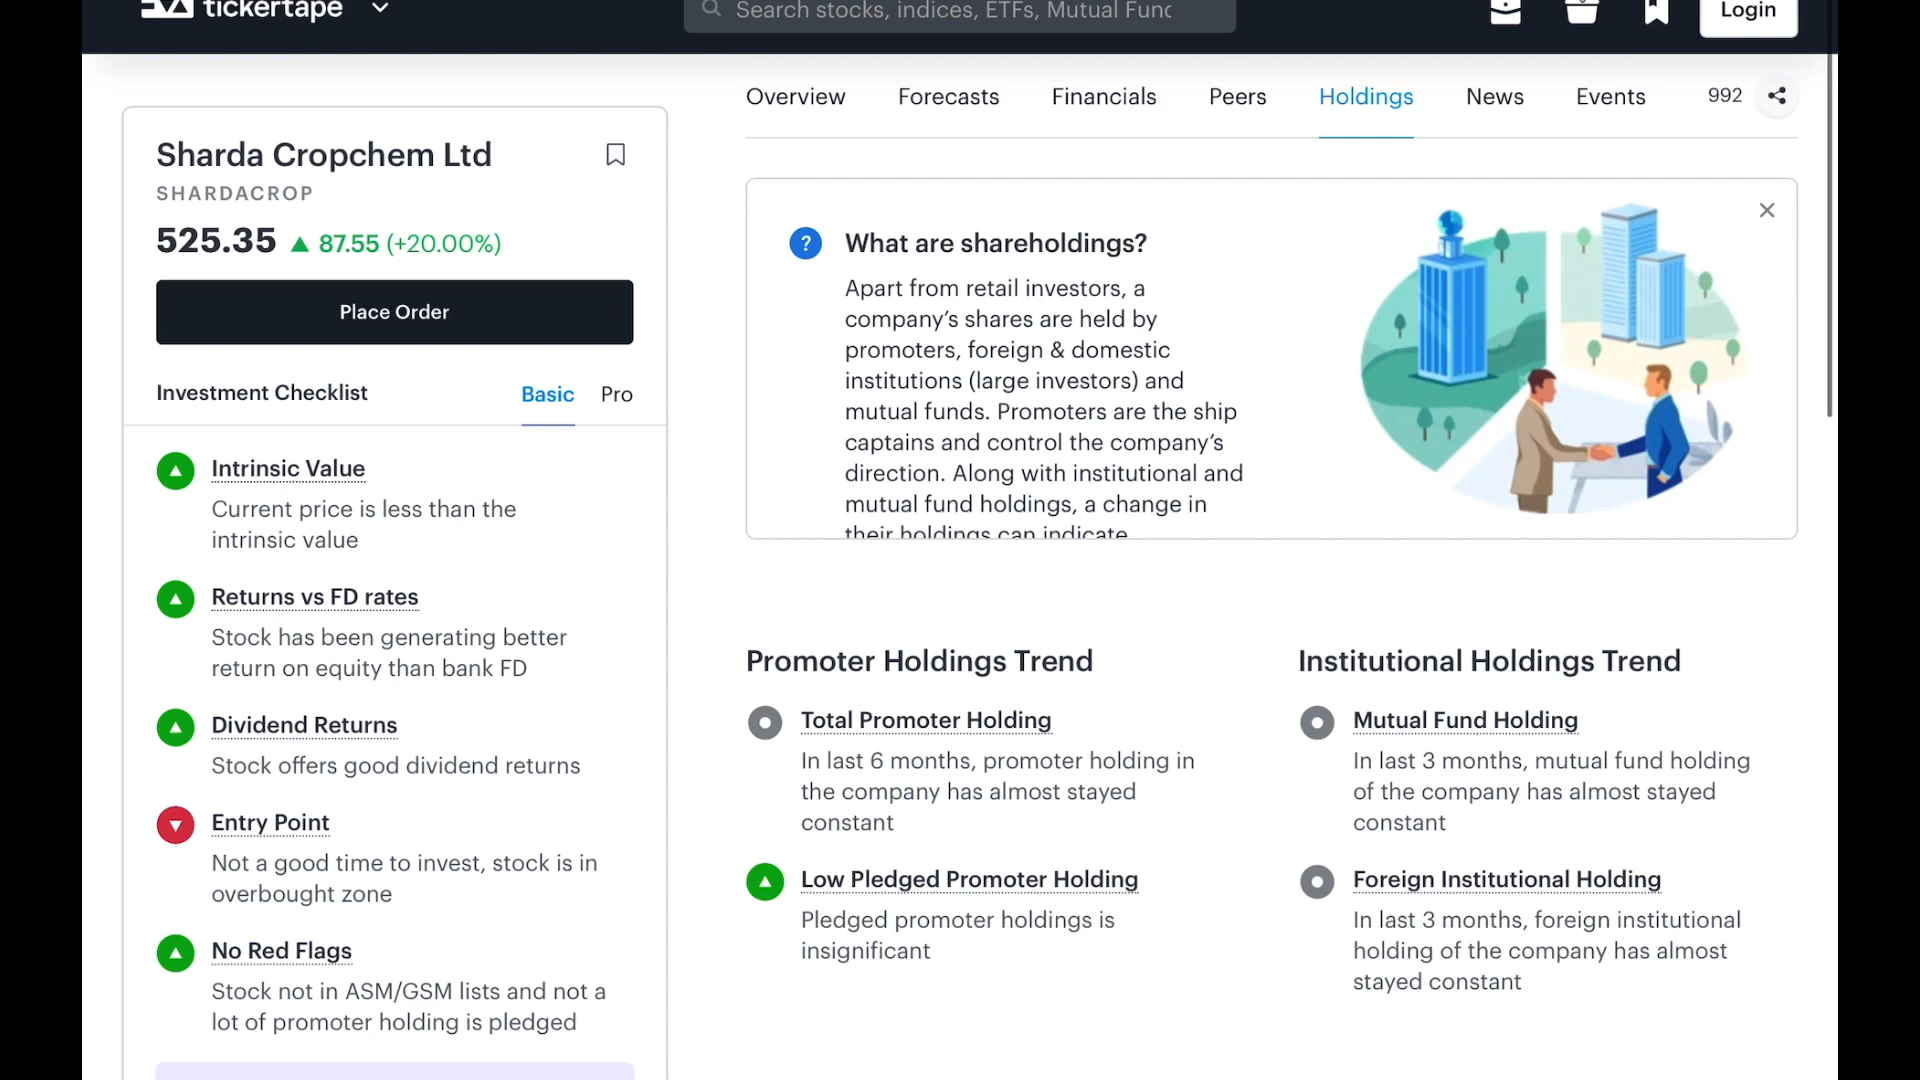 tickertape
Search stocks, indices, ETFs, Mutual Func
Login
Overview
Forecasts
Financials
Peers
Holdings
News
Events
992
Sharda Cropchem Ltd
SHARDACROP
525.35 ▲ 87.55 (+20.00%)
Place Order
Investment Checklist
Basic
Pro
Intrinsic Value
Current price is less than the
intrinsic value
Returns vs FD rates
Stock has been generating better
return on equity than bank FD
Dividend Returns
Stock offers good dividend returns
Entry Point
Not a good time to invest, stock is in
overbought zone
No Red Flags
Stock not in ASM/GSM lists and not a
lot of promoter holding is pledged
? What are shareholdings?
Apart from retail investors, a
company's shares are held by
promoters, foreign & domestic
institutions (large investors) and
mutual funds. Promoters are the ship
captains and control the company's
direction. Along with institutional and
mutual fund holdings, a change in
their holdings can indicate
Promoter Holdings Trend
Total Promoter Holding
In last 6 months, promoter holding in
the company has almost stayed
constant
Low Pledged Promoter Holding
Pledged promoter holdings is
insignificant
Institutional Holdings Trend
Mutual Fund Holding
In last 3 months, mutual fund holding
of the company has almost stayed
constant
Foreign Institutional Holding
In last 3 months, foreign institutional
holding of the company has almost
stayed constant